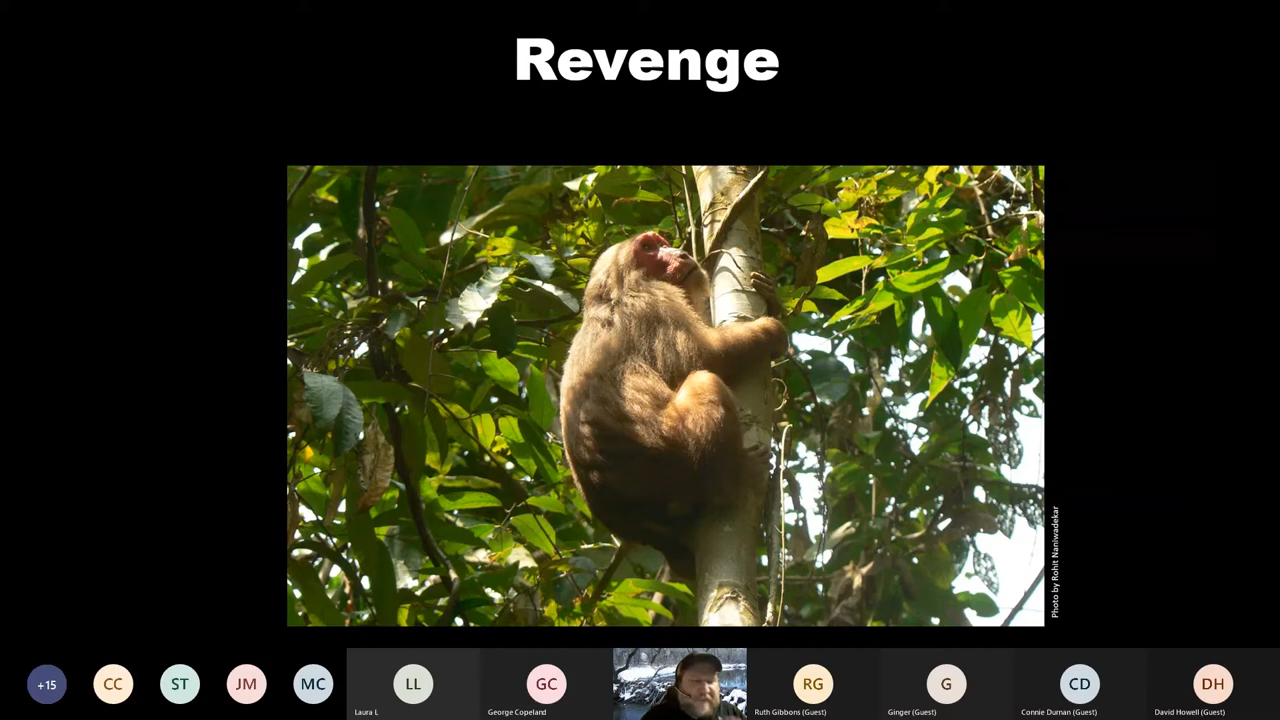 Revenge
Photo by Rohit Naniwadekar
+15
CC
ST
JM
MC
LL
GC
RG
G
CD
DH
Laura L
George Copeland
Ruth Gibbons (Guest)
Ginger (Guest)
Connie Durnan (Guest)
David Howell (Guest)